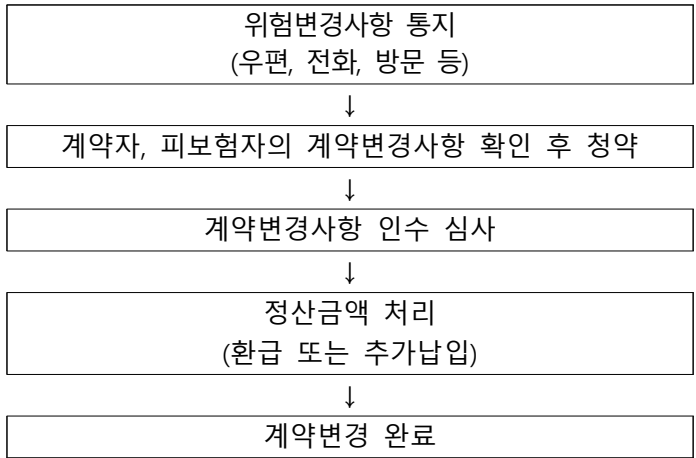 위험변경사항 통지
(우편, 전화, 방문 등)
↓
계약자, 피보험자의 계약변경사항 확인 후 청약
↓
계약변경사항 인수 심사
↓
정산금액 처리
(환급 또는 추가납입)
↓
계약변경 완료